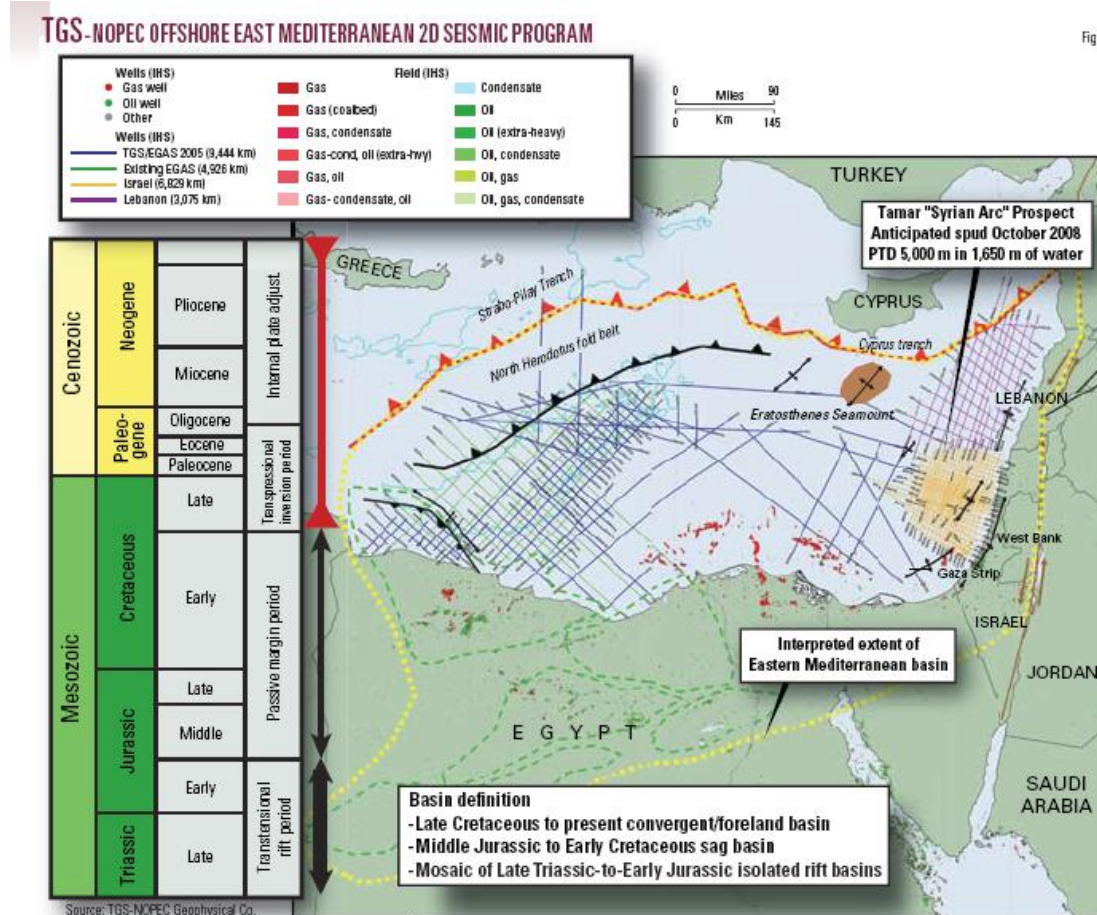 TGS-NOPEC OFFSHORE EAST MEDITERRANEAN 2D SEISMIC PROGRAM
Fig
Wells (IHS)
Gas well
Oil well
Other
Wells (IHS)
TGS/EGAS 2005 (9,444 km)
Existing EGAS (4,926 km)
Israel (6,829 km)
Lebanon (3,075 km)
Field (IHS)
Gas
Gas (coalbed)
Gas, condensate
Gas-cond, oil (extra-hvy)
Gas, oil
Gas- condensate, oil
Condensate
Oil
Oil (extra-heavy)
Oil, condensate
Oil, gas
Oil, gas, condensate
0 Miles 90
0 Km 145
TURKEY
Tamar "Syrian Arc" Prospect
Anticipated spud October 2008
PTD 5,000 m in 1,650 m of water
GREECE
Strabo-Pilay Trench
CYPRUS
North Herodotus fold belt
Cyprus trench
Eratosthenes Seamount
LEBANON
West Bank
Gaza Strip
ISRAEL
JORDAN
Interpreted extent of
Eastern Mediterranean basin
EGYPT
SAUDI
ARABIA
Basin definition
-Late Cretaceous to present convergent/foreland basin
-Middle Jurassic to Early Cretaceous sag basin
-Mosaic of Late Triassic-to-Early Jurassic isolated rift basins
Cenozoic
Mesozoic
Neogene
Paleo-
gene
Cretaceous
Jurassic
Triassic
Pliocene
Miocene
Oligocene
Eocene
Paleocene
Late
Early
Late
Middle
Early
Late
Internal plate adjust.
Transpressional
inversion period
Passive margin period
Transtensional
rift period
Source: TGS-NOPEC Geophysical Co.